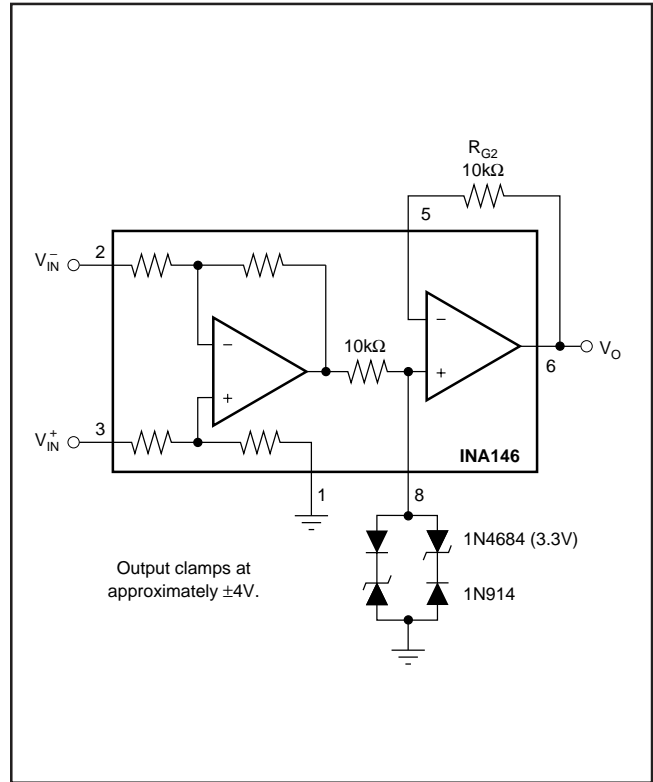 R_G2
10kΩ
5
2
V_IN^−
−
10kΩ
−
+
+
6
V_O
3
V_IN^+
INA146
1
8
1N4684 (3.3V)
1N914
Output clamps at
approximately ±4V.